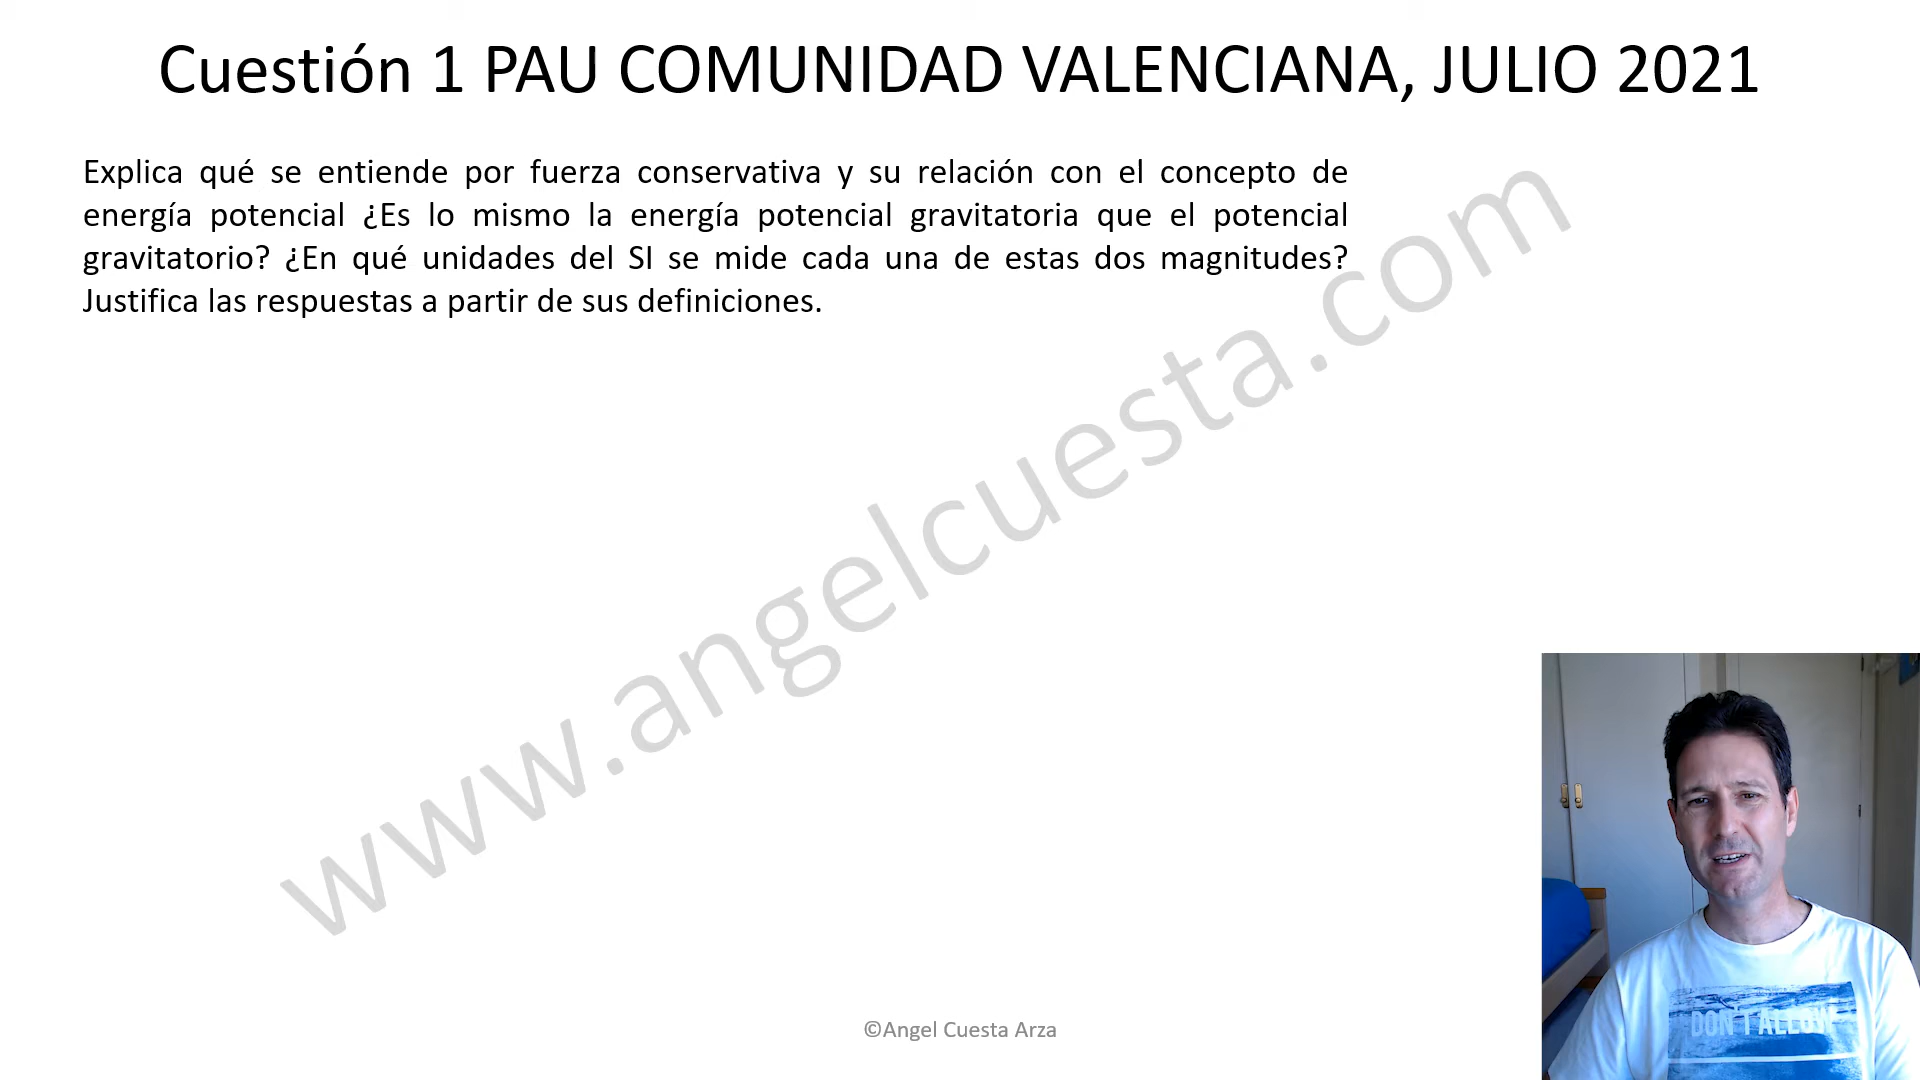 Cuestión 1 PAU COMUNIDAD VALENCIANA, JULIO 2021
Explica qué se entiende por fuerza conservativa y su relación con el concepto de
energía potencial ¿Es lo mismo la energía potencial gravitatoria que el potencial
gravitatorio? ¿En qué unidades del SI se mide cada una de estas dos magnitudes?
Justifica las respuestas a partir de sus definiciones.
www.angelcuesta.com
DON'T ALLOW
©Angel Cuesta Arza